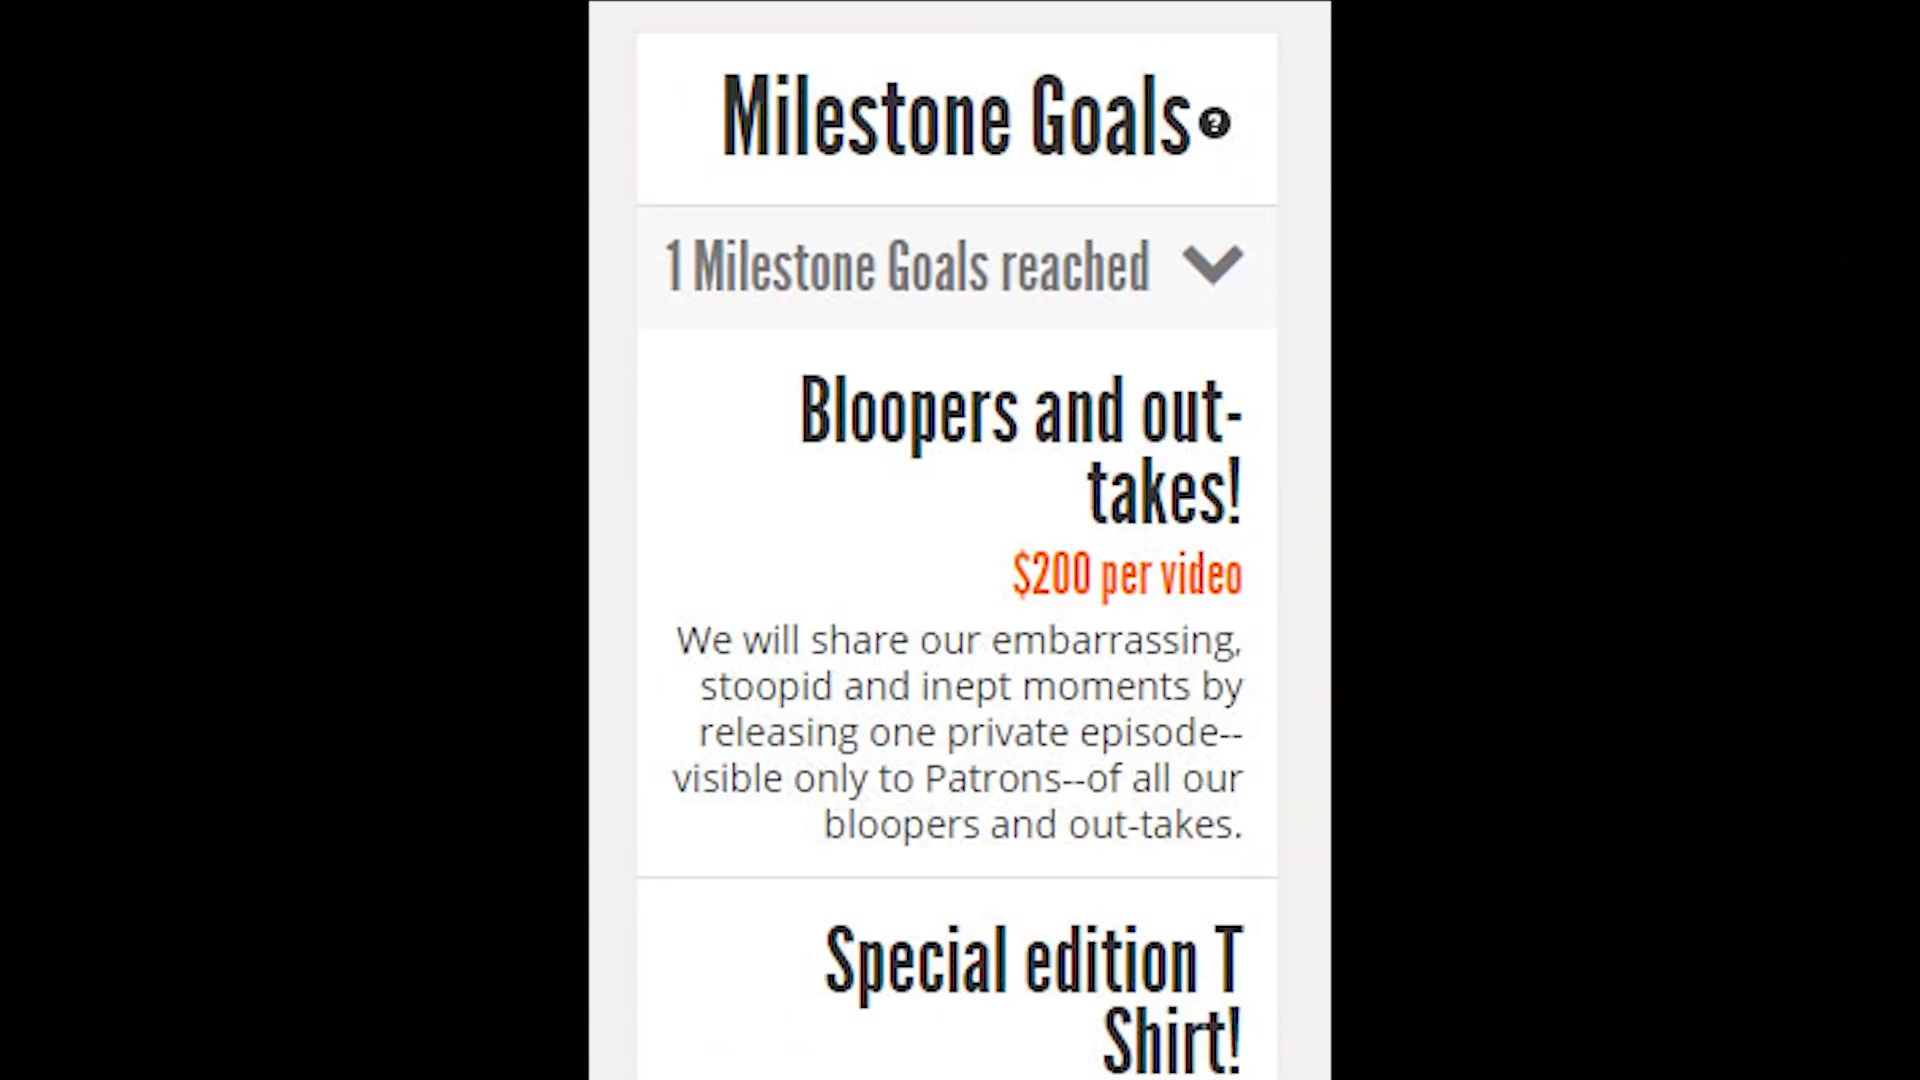 Milestone Goals
1 Milestone Goals reached
Bloopers and out-
takes!
$200 per video
We will share our embarrassing,
stoopid and inept moments by
releasing one private episode--
visible only to Patrons--of all our
bloopers and out-takes.
Special edition T
Shirt!